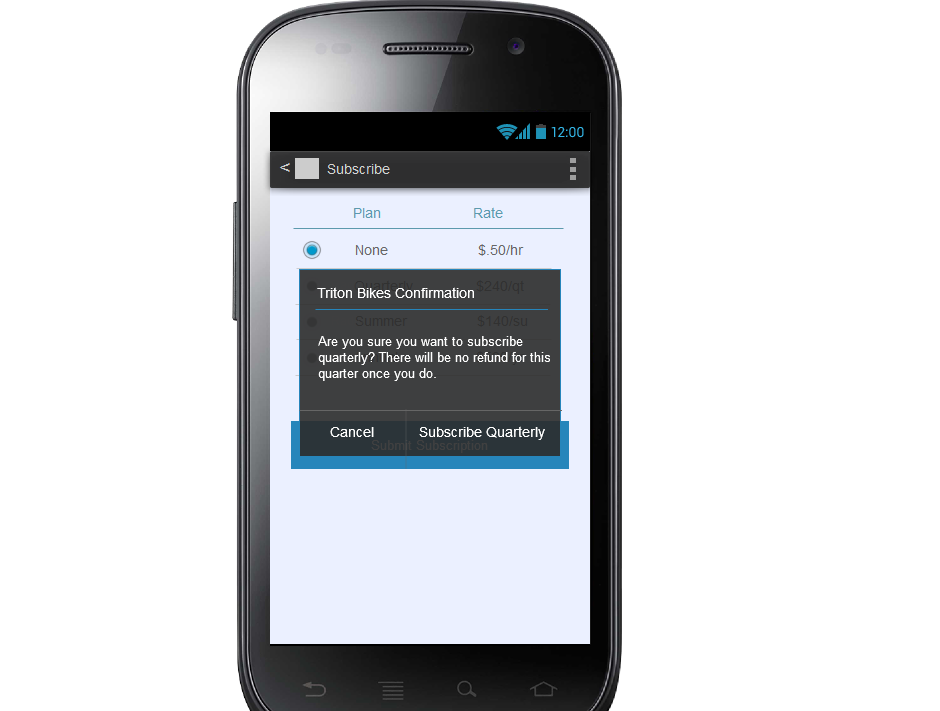 12:00
< Subscribe
Plan Rate
None $.50/hr
Quarterly $240/qt
Triton Bikes Confirmation
Summer $140/su
Are you sure you want to subscribe
quarterly? There will be no refund for this
quarter once you do.
Cancel Subscribe Quarterly
Submit Subscription